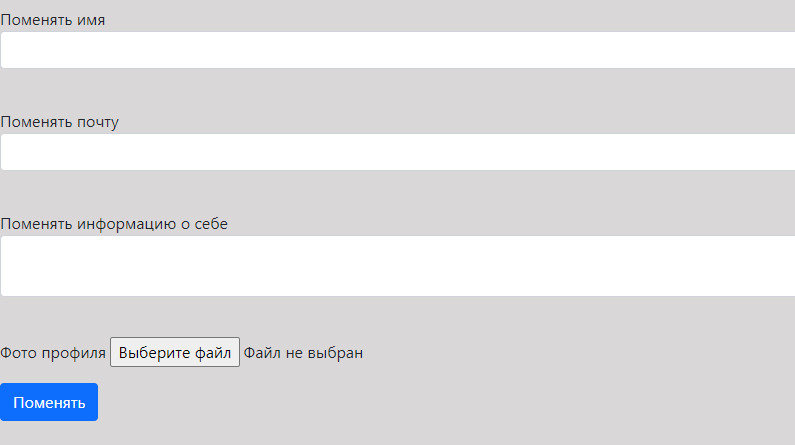 Поменять имя
Поменять почту
Поменять информацию о себе
Фото профиля Выберите файл Файл не выбран
Поменять